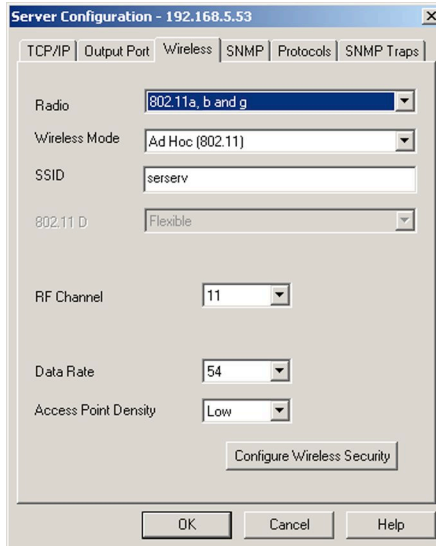 Server Configuration - 192.168.5.53
TCP/IP Output Port Wireless SNMP Protocols SNMP Traps
Radio 802.11a, b and g
Wireless Mode Ad Hoc (802.11)
SSID serserv
802.11 D Flexible
RF Channel 11
Data Rate 54
Access Point Density Low
Configure Wireless Security
OK Cancel Help